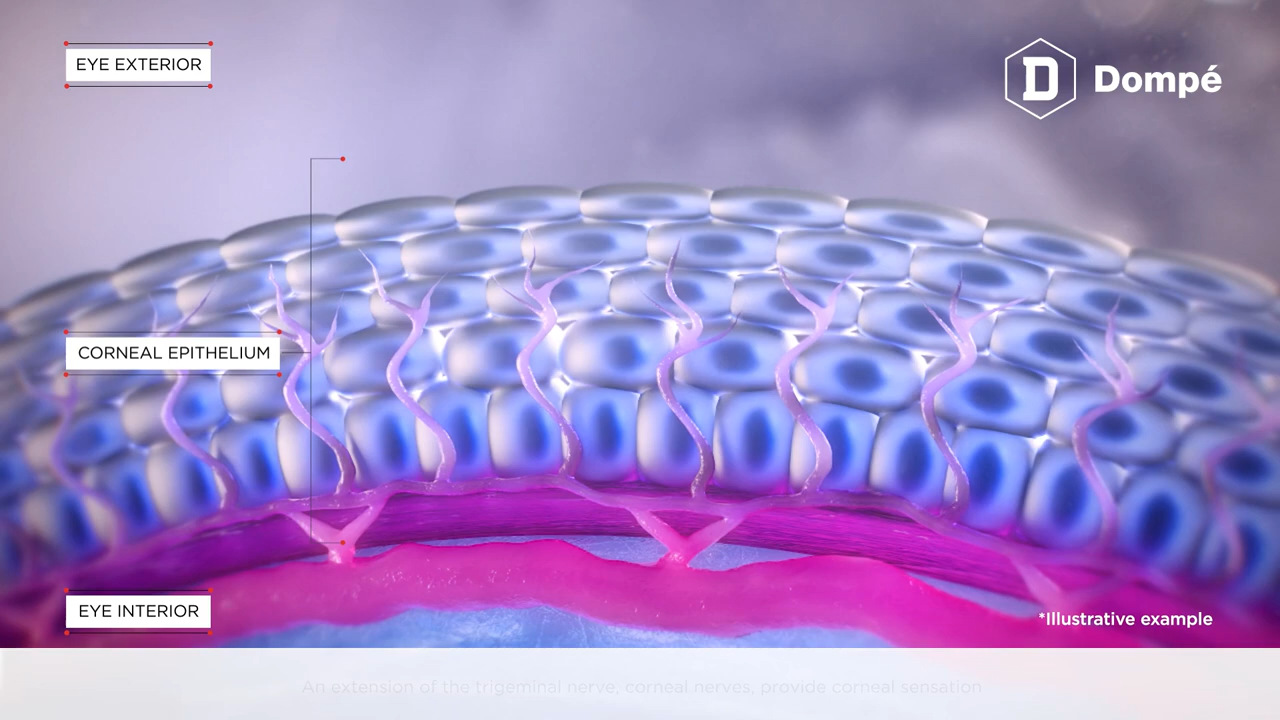 EYE EXTERIOR
Dompé
CORNEAL EPITHELIUM
EYE INTERIOR
*Illustrative example
An extension of the trigeminal nerve, corneal nerves, provide corneal sensation